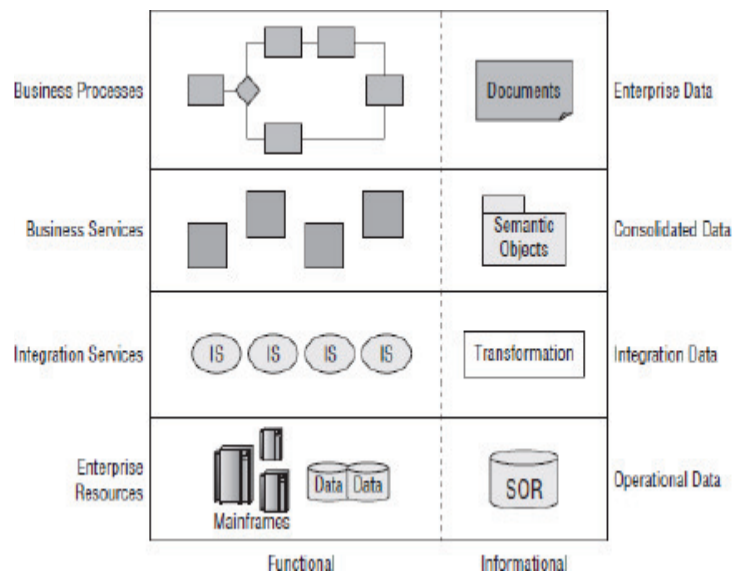 Business Processes
Documents
Enterprise Data
Business Services
Semantic
Objects
Consolidated Data
Integration Services
IS IS IS IS
Transformation
Integration Data
Enterprise
Resources
Mainframes
Data Data
SOR
Operational Data
Functional
Informational